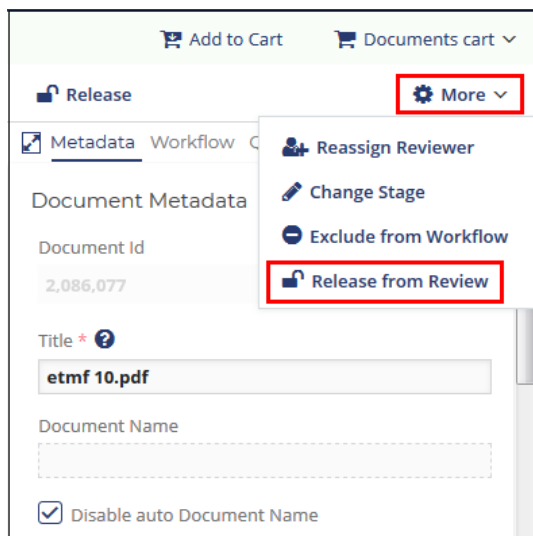 Add to Cart Documents cart
Release More
Metadata Workflow Q
Reassign Reviewer
Change Stage
Exclude from Workflow
Release from Review
Document Metadata
Document Id
2,086,077
Title *
etmf 10.pdf
Document Name
Disable auto Document Name